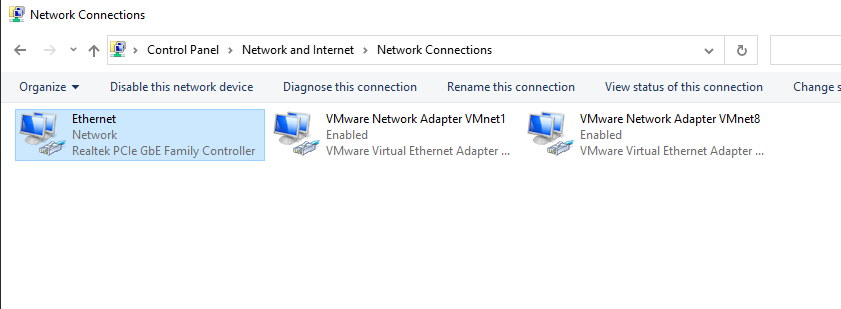 Network Connections
Control Panel > Network and Internet > Network Connections
Organize Disable this network device Diagnose this connection Rename this connection View status of this connection Change s
Ethernet
Network
Realtek PCIe GbE Family Controller
VMware Network Adapter VMnet1
Enabled
VMware Virtual Ethernet Adapter ...
VMware Network Adapter VMnet8
Enabled
VMware Virtual Ethernet Adapter ...